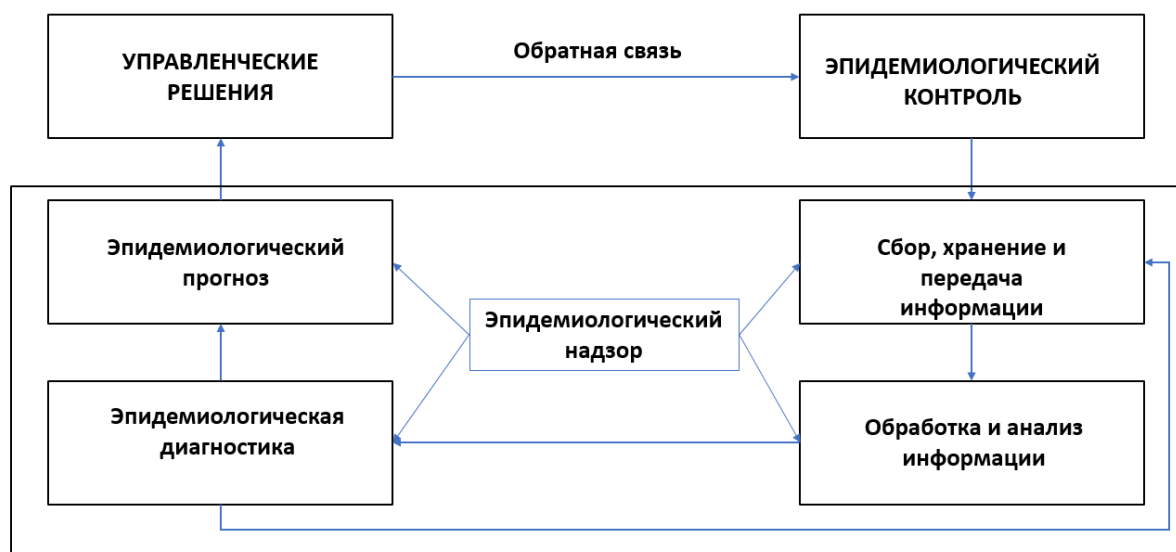 УПРАВЛЕНЧЕСКИЕ
РЕШЕНИЯ
Обратная связь
ЭПИДЕМИОЛОГИЧЕСКИЙ
КОНТРОЛЬ
Эпидемиологический
прогноз
Сбор, хранение и
передача
информации
Эпидемиологический
надзор
Эпидемиологическая
диагностика
Обработка и анализ
информации